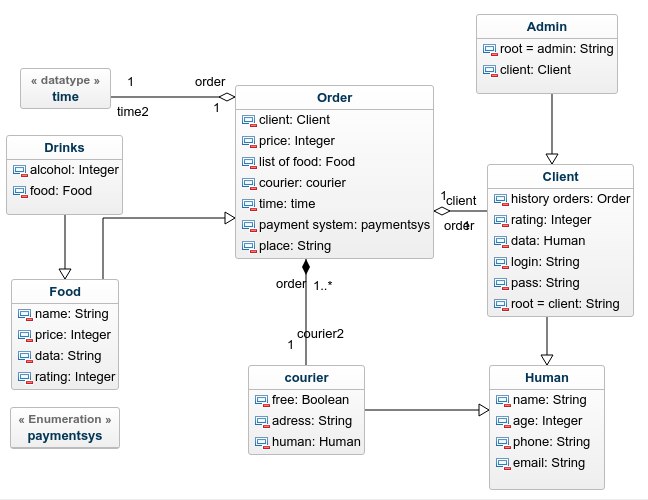 Admin
root = admin: String
client: Client
« datatype »
time
1
order
time2
1
Order
client: Client
price: Integer
list of food: Food
courier: courier
time: time
payment system: paymentsys
place: String
Drinks
alcohol: Integer
food: Food
1
client
order
1
Client
history orders: Order
rating: Integer
data: Human
login: String
pass: String
root = client: String
Food
name: String
price: Integer
data: String
rating: Integer
order
1..*
courier2
1
courier
free: Boolean
adress: String
human: Human
Human
name: String
age: Integer
phone: String
email: String
« Enumeration »
paymentsys